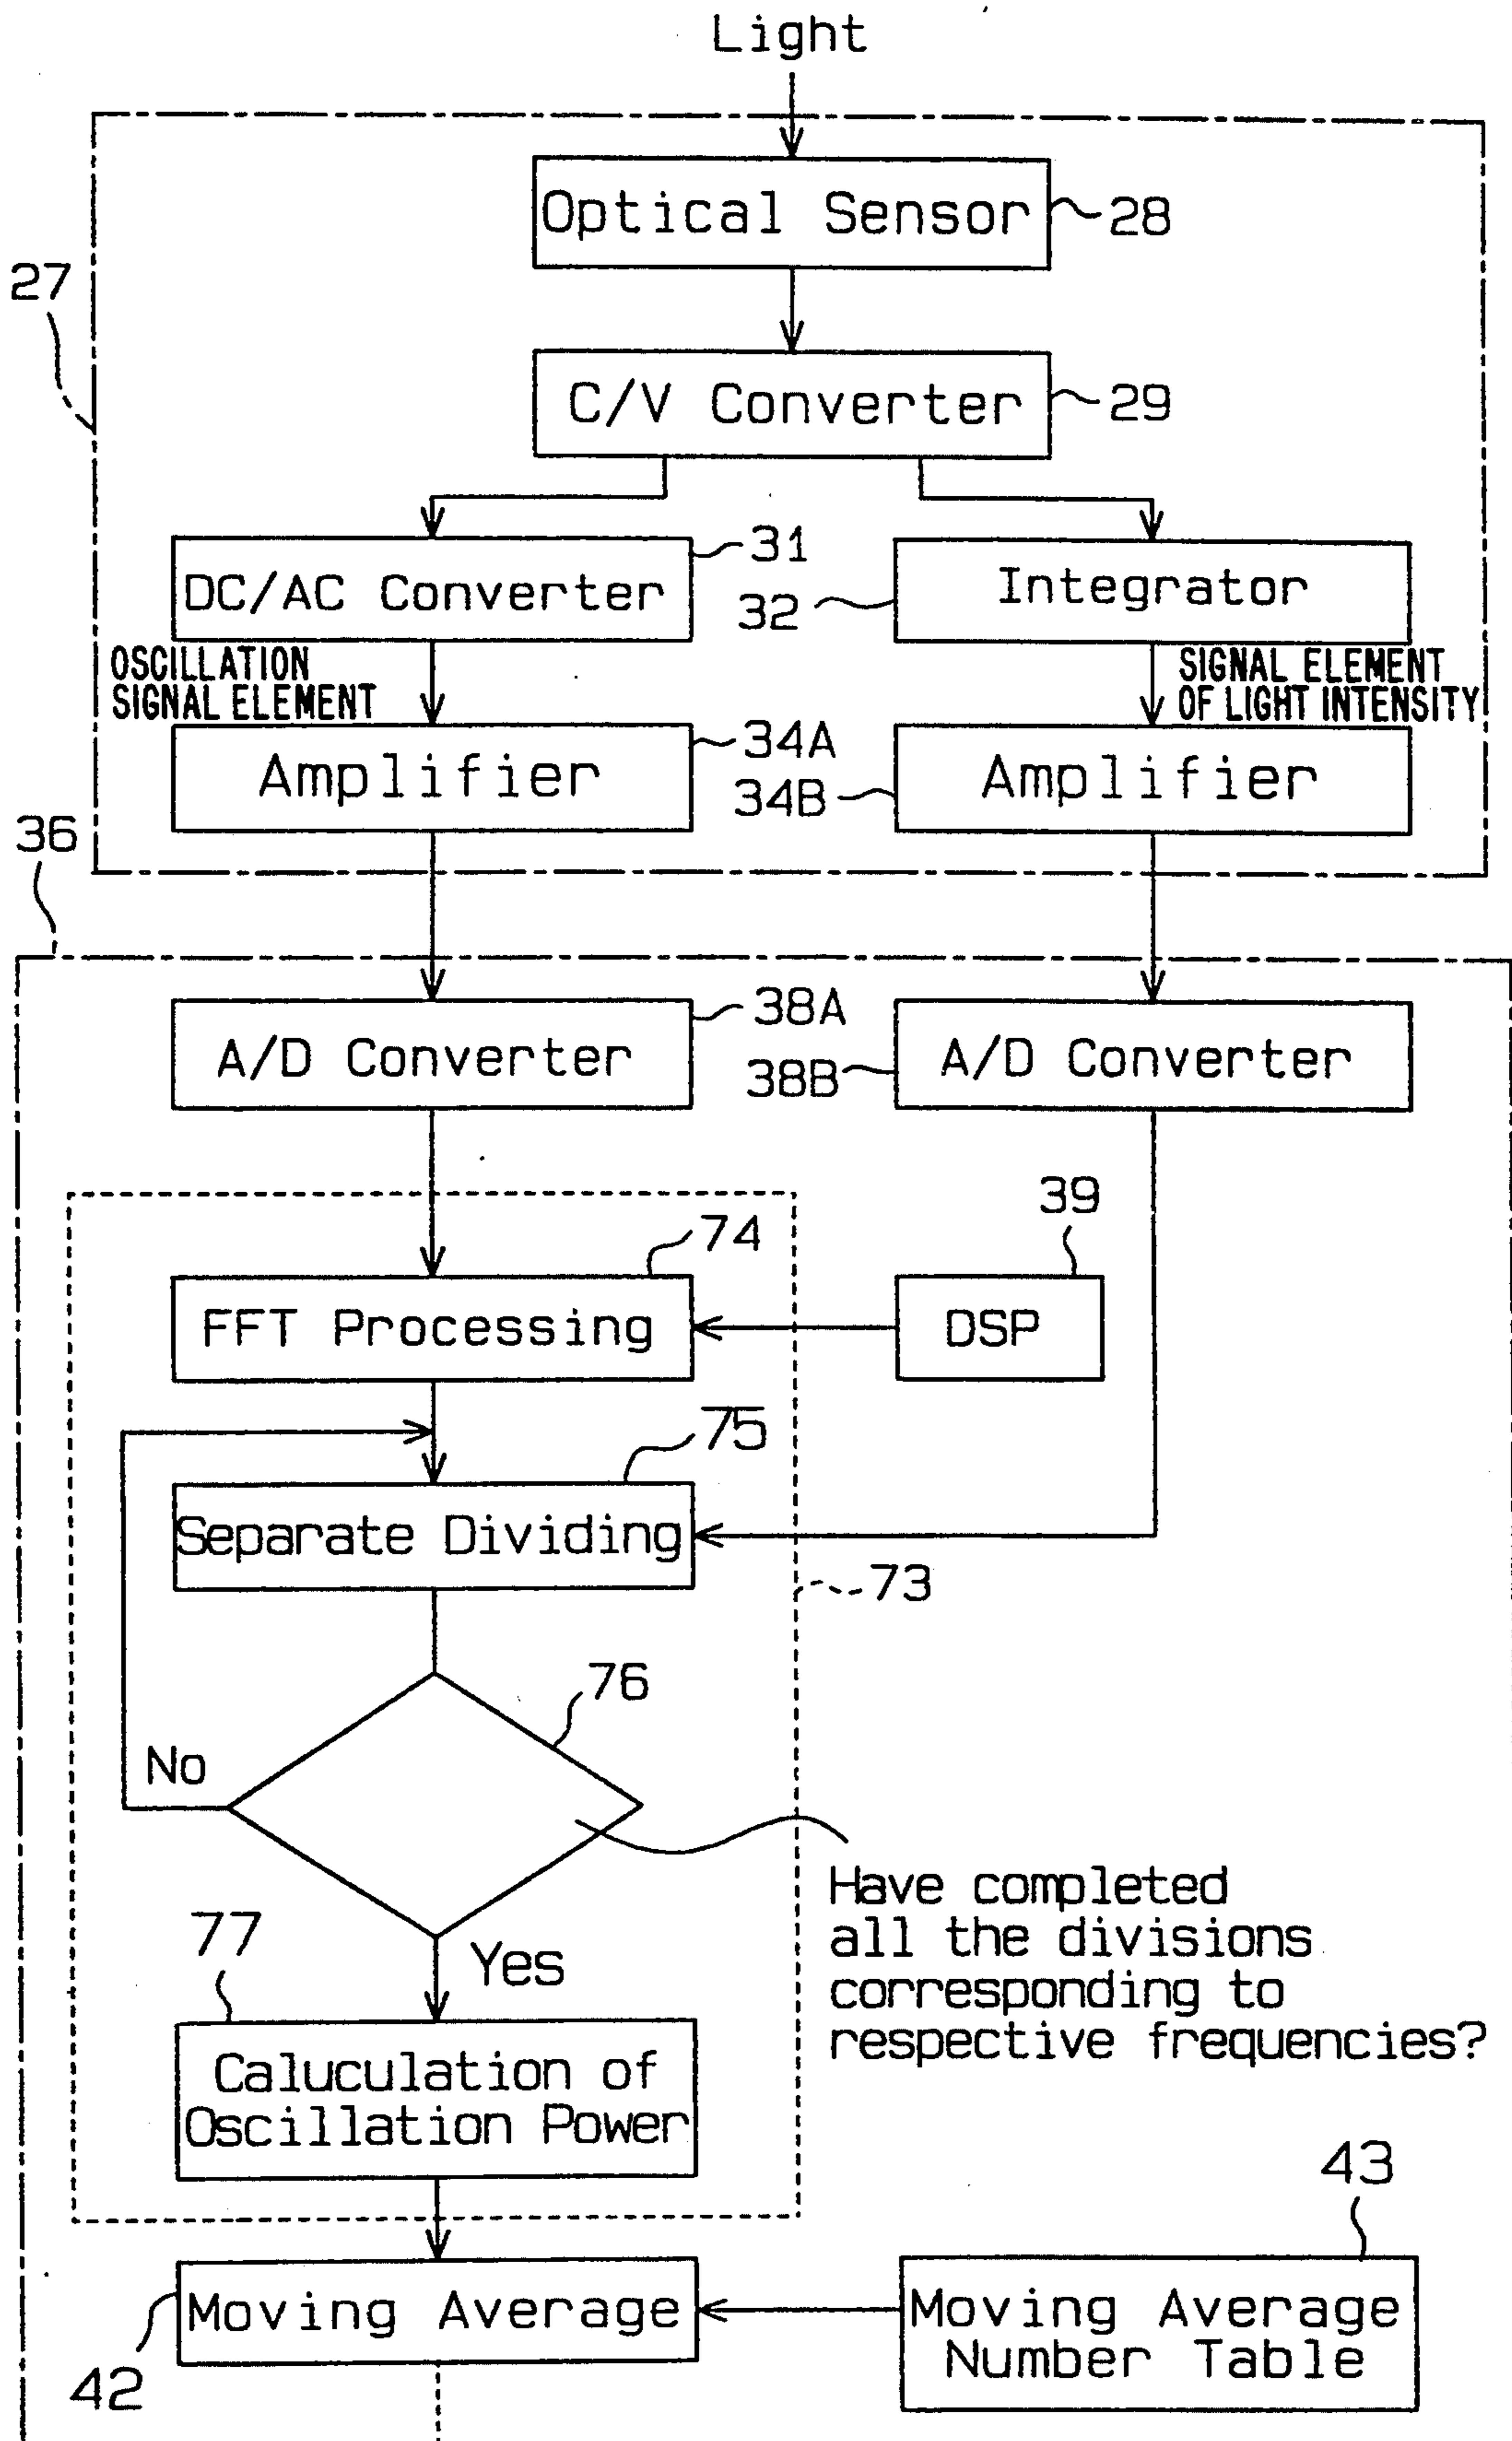 Light
27
Optical Sensor
28
C/V Converter
29
DC/AC Converter
31
32
Integrator
OSCILLATION
SIGNAL ELEMENT
SIGNAL ELEMENT
OF LIGHT INTENSITY
Amplifier
34A
34B
Amplifier
36
A/D Converter
38A
38B
A/D Converter
74
39
FFT Processing
DSP
75
Separate Dividing
73
76
No
Have completed
all the divisions
corresponding to
respective frequencies?
77
Yes
Caluculation of
Oscillation Power
43
Moving Average
42
Moving Average
Number Table